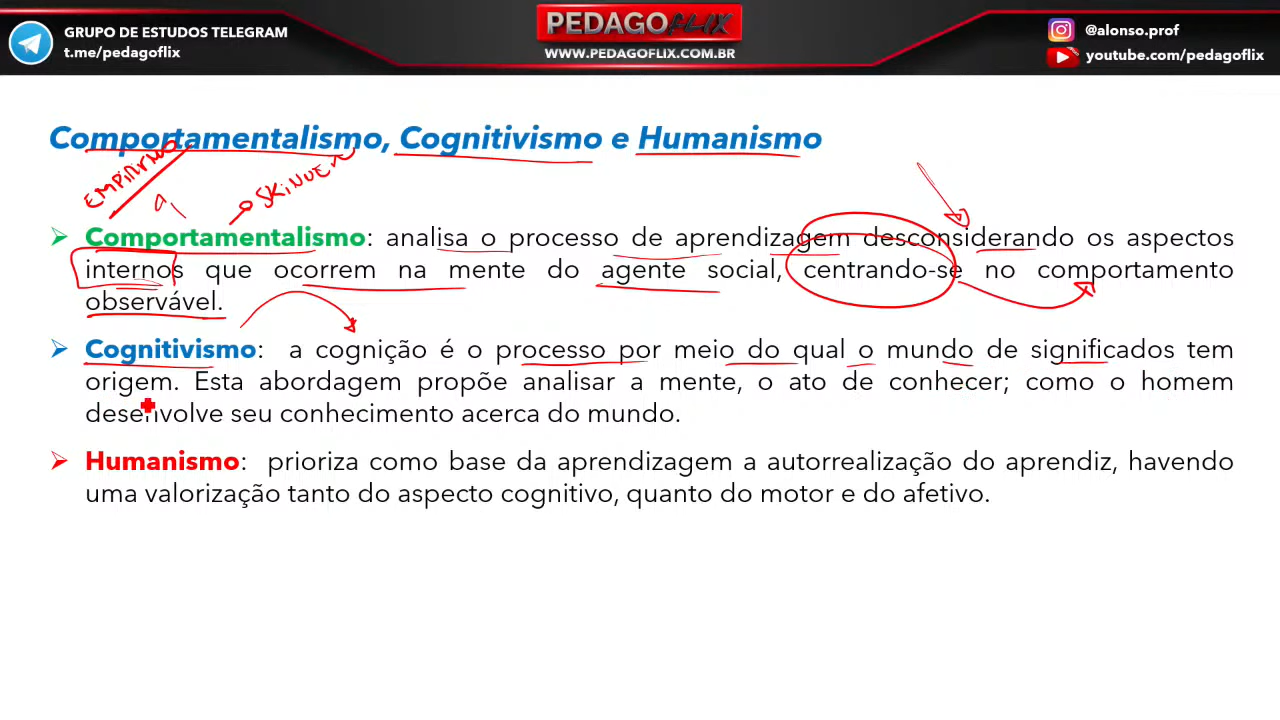 GRUPO DE ESTUDOS TELEGRAM
t.me/pedagoflix
PEDAGOFLIX
WWW.PEDAGOFLIX.COM.BR
@alonso.prof
youtube.com/pedagoflix
Comportamentalismo, Cognitivismo e Humanismo
Comportamentalismo: analisa o processo de aprendizagem desconsiderando os aspectos
internos que ocorrem na mente do agente social, centrando-se no comportamento
observável.
Cognitivismo: a cognição é o processo por meio do qual o mundo de significados tem
origem. Esta abordagem propõe analisar a mente, o ato de conhecer; como o homem
desenvolve seu conhecimento acerca do mundo.
Humanismo: prioriza como base da aprendizagem a autorrealização do aprendiz, havendo
uma valorização tanto do aspecto cognitivo, quanto do motor e do afetivo.